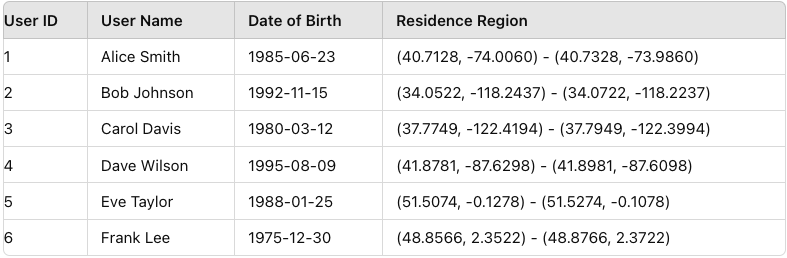 User ID User Name Date of Birth Residence Region
1 Alice Smith 1985-06-23 (40.7128, -74.0060) - (40.7328, -73.9860)
2 Bob Johnson 1992-11-15 (34.0522, -118.2437) - (34.0722, -118.2237)
3 Carol Davis 1980-03-12 (37.7749, -122.4194) - (37.7949, -122.3994)
4 Dave Wilson 1995-08-09 (41.8781, -87.6298) - (41.8981, -87.6098)
5 Eve Taylor 1988-01-25 (51.5074, -0.1278) - (51.5274, -0.1078)
6 Frank Lee 1975-12-30 (48.8566, 2.3522) - (48.8766, 2.3722)